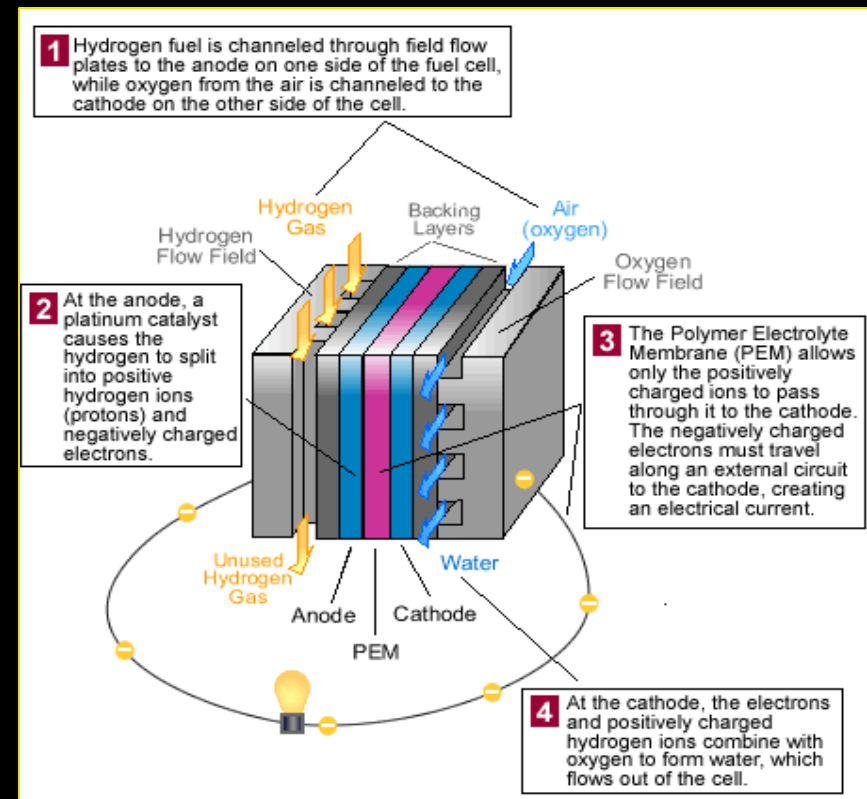 1 Hydrogen fuel is channeled through field flow
plates to the anode on one side of the fuel cell,
while oxygen from the air is channeled to the
cathode on the other side of the cell.
Hydrogen
Gas
Backing
Layers
Air
(oxygen)
Hydrogen
Flow Field
Oxygen
Flow Field
2 At the anode, a
platinum catalyst
causes the
hydrogen to split
into positive
hydrogen ions
(protons) and
negatively charged
electrons.
3 The Polymer Electrolyte
Membrane (PEM) allows
only the positively
charged ions to pass
through it to the cathode.
The negatively charged
electrons must travel
along an external circuit
to the cathode, creating
an electrical current.
Unused
Hydrogen
Gas
Water
Anode
Cathode
PEM
4 At the cathode, the electrons
and positively charged
hydrogen ions combine with
oxygen to form water, which
flows out of the cell.